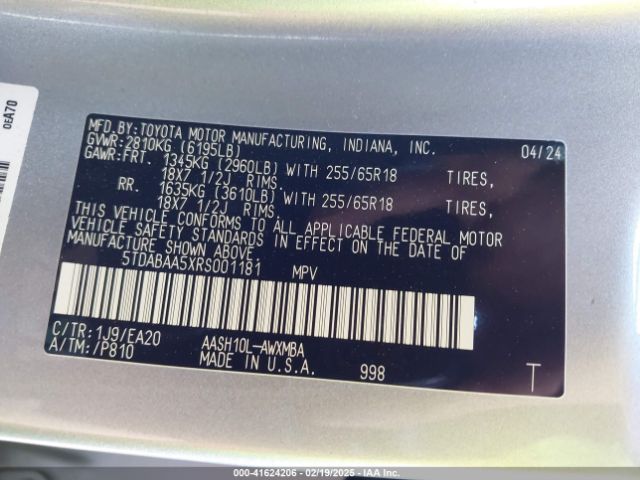 0EA70
MFD.BY:TOYOTA MOTOR MANUFACTURING, INDIANA, INC. 04/24
GVWR:2810KG (6195LB)
GAWR:FRT. 1345KG (2960LB) WITH 255/65R18 TIRES,
18X7 1/2J RIMS.
RR. 1635KG (3610LB) WITH 255/65R18 TIRES,
18X7 1/2J RIMS.
THIS VEHICLE CONFORMS TO ALL APPLICABLE FEDERAL MOTOR
VEHICLE SAFETY STANDARDS IN EFFECT ON THE DATE OF
MANUFACTURE SHOWN ABOVE.
5TDABAA5XRS001181 MPV
C/TR:1J9/EA20 AASH10L-AWXMBA
A/TM:/P810 MADE IN U.S.A. 998 T
000-41624206 - 02/19/2025 - IAA Inc.